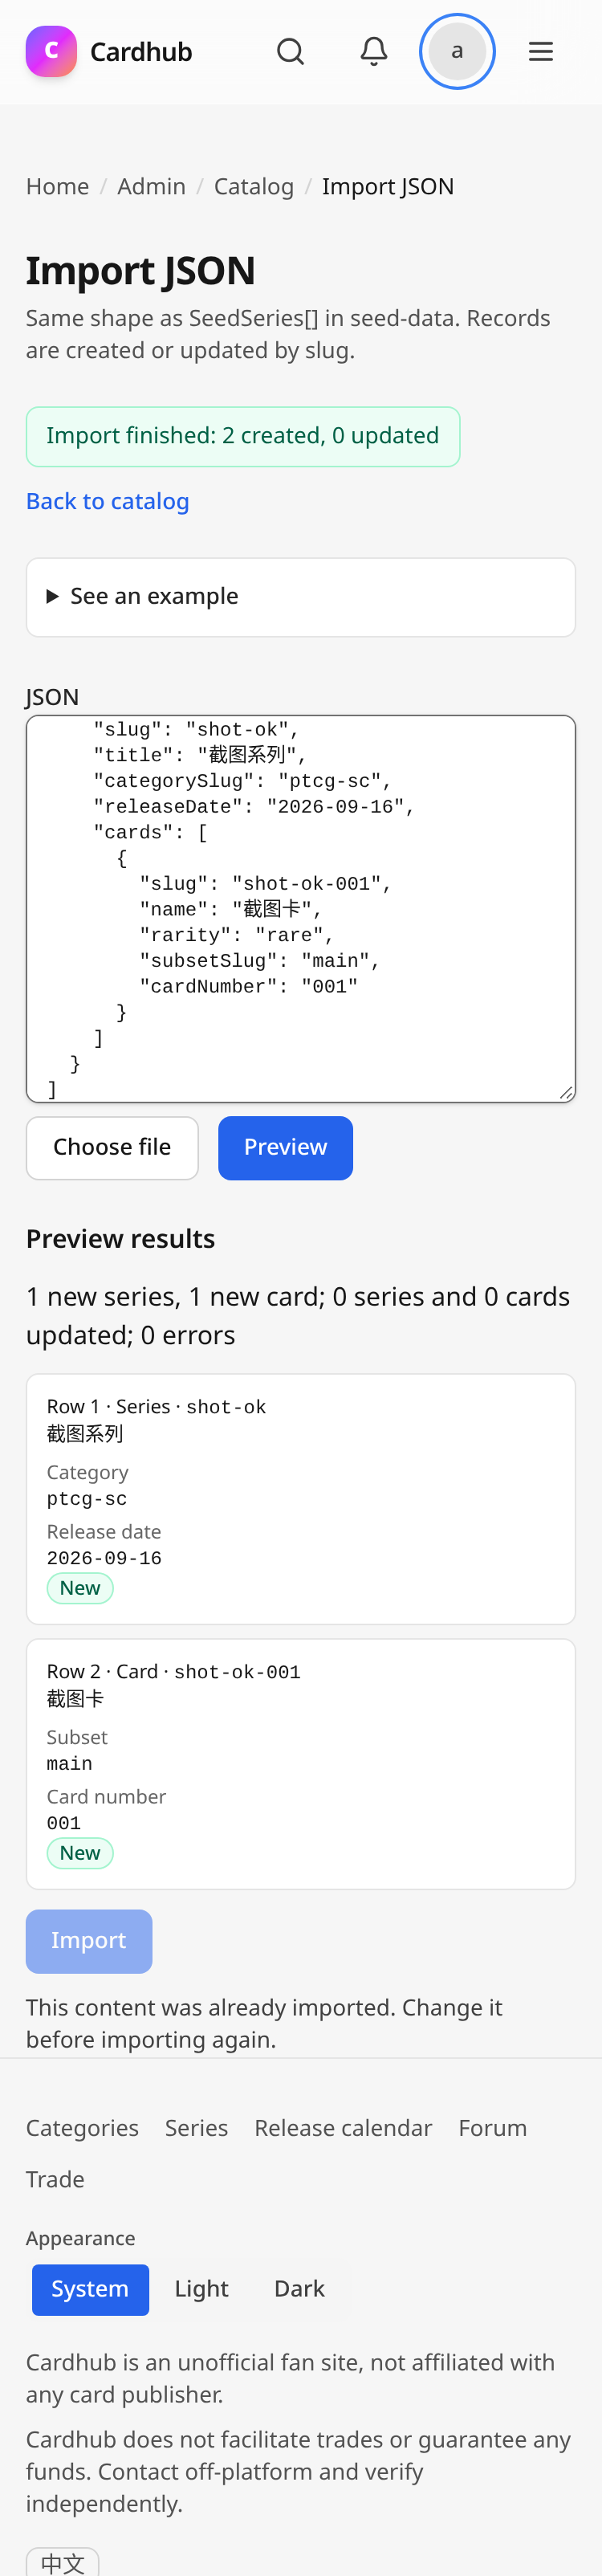 C Cardhub a
Home / Admin / Catalog / Import JSON
Import JSON
Same shape as SeedSeries[] in seed-data. Records
are created or updated by slug.
Import finished: 2 created, 0 updated
Back to catalog
See an example
JSON
"slug": "shot-ok",
"title": "截图系列",
"categorySlug": "ptcg-sc",
"releaseDate": "2026-09-16",
"cards": [
{
"slug": "shot-ok-001",
"name": "截图卡",
"rarity": "rare",
"subsetSlug": "main",
"cardNumber": "001"
}
]
}
]
Choose file Preview
Preview results
1 new series, 1 new card; 0 series and 0 cards
updated; 0 errors
Row 1 · Series · shot-ok
截图系列
Category
ptcg-sc
Release date
2026-09-16
New
Row 2 · Card · shot-ok-001
截图卡
Subset
main
Card number
001
New
Import
This content was already imported. Change it
before importing again.
Categories Series Release calendar Forum
Trade
Appearance
System Light Dark
Cardhub is an unofficial fan site, not affiliated with
any card publisher.
Cardhub does not facilitate trades or guarantee any
funds. Contact off-platform and verify
independently.
中文